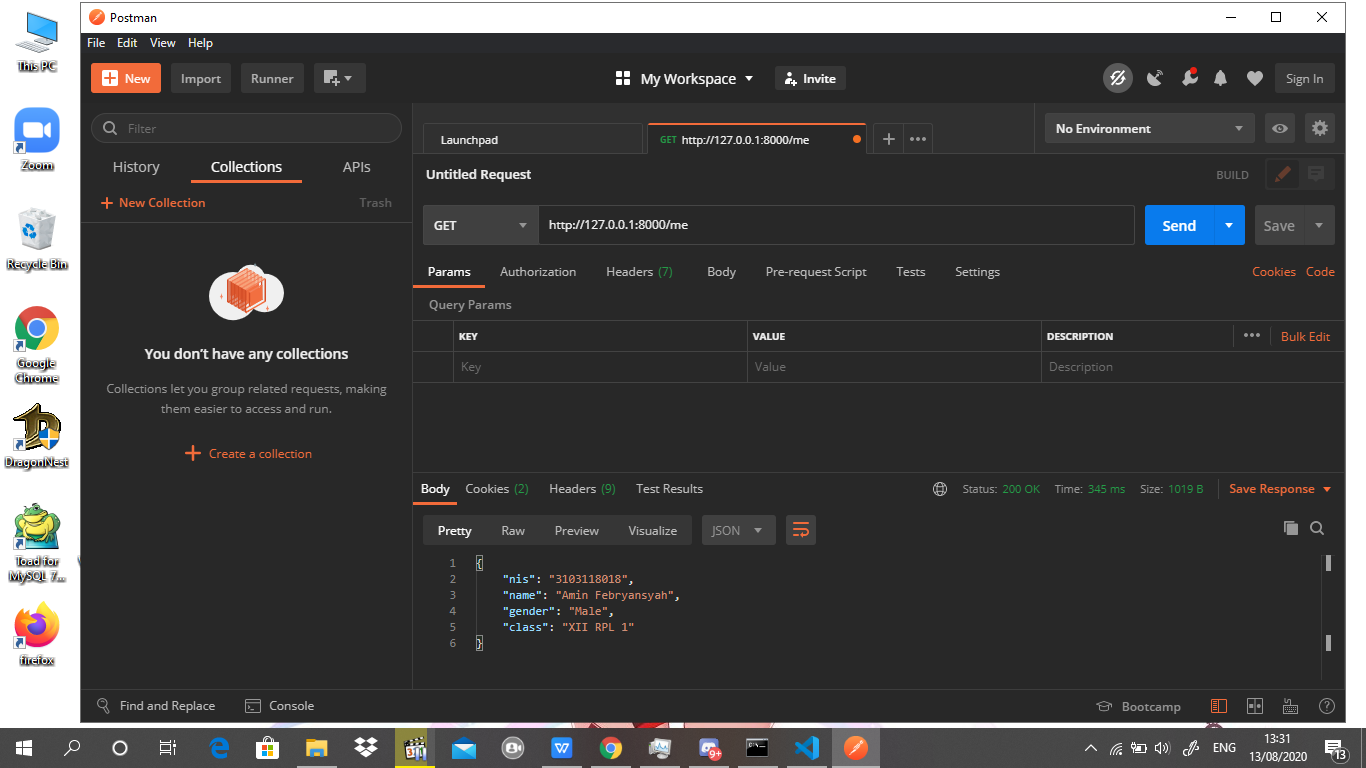 Postman
File Edit View Help
New Import Runner My Workspace Invite Sign In
Filter
History Collections APIs
New Collection Trash
You don't have any collections
Collections let you group related requests, making
them easier to access and run.
Create a collection
Launchpad GET http://127.0.0.1:8000/me No Environment
Untitled Request BUILD
GET http://127.0.0.1:8000/me Send Save
Params Authorization Headers (7) Body Pre-request Script Tests Settings Cookies Code
Query Params
KEY VALUE DESCRIPTION Bulk Edit
Key Value Description
Body Cookies (2) Headers (9) Test Results Status: 200 OK Time: 345 ms Size: 1019 B Save Response
Pretty Raw Preview Visualize JSON
1 {
2 "nis": "3103118018",
3 "name": "Amin Febryansyah",
4 "gender": "Male",
5 "class": "XII RPL 1"
6 }
Find and Replace Console Bootcamp
This PC
Zoom
Recycle Bin
Google
Chrome
DragonNest
Toad for
MySQL 7...
firefox
9+
ENG
13:31
13/08/2020
13